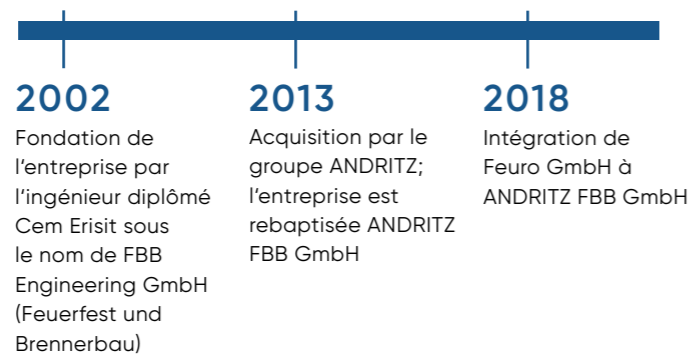 2002
Fondation de
l'entreprise par
l'ingénieur diplômé
Cem Erisit sous
le nom de FBB
Engineering GmbH
(Feuerfest und
Brennerbau)
2013
Acquisition par le
groupe ANDRITZ;
l'entreprise est
rebaptisée ANDRITZ
FBB GmbH
2018
Intégration de
Feuro GmbH à
ANDRITZ FBB GmbH